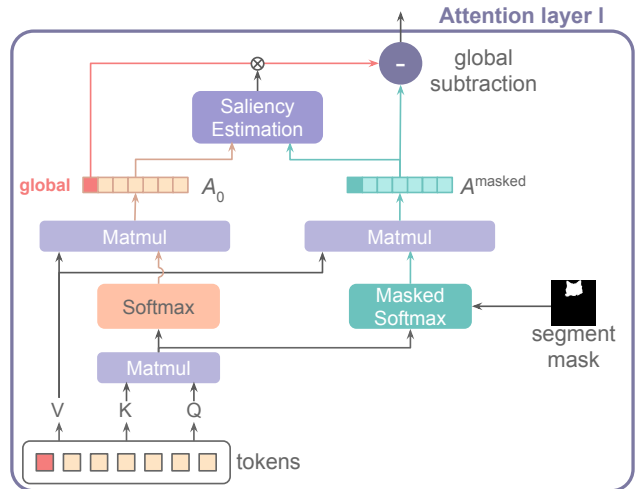 Attention layer l
-
global
subtraction
Saliency
Estimation
global
A0
Amasked
Matmul
Matmul
Softmax
Masked
Softmax
segment
mask
Matmul
V
K
Q
tokens